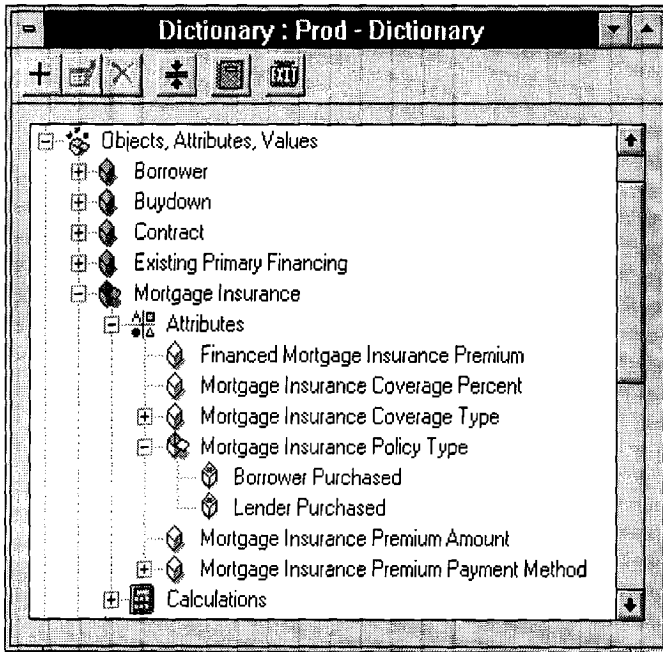 Dictionary : Prod - Dictionary
EXIT
Objects, Attributes, Values
Borrower
Buydown
Contract
Existing Primary Financing
Mortgage Insurance
Attributes
Financed Mortgage Insurance Premium
Mortgage Insurance Coverage Percent
Mortgage Insurance Coverage Type
Mortgage Insurance Policy Type
Borrower Purchased
Lender Purchased
Mortgage Insurance Premium Amount
Mortgage Insurance Premium Payment Method
Calculations